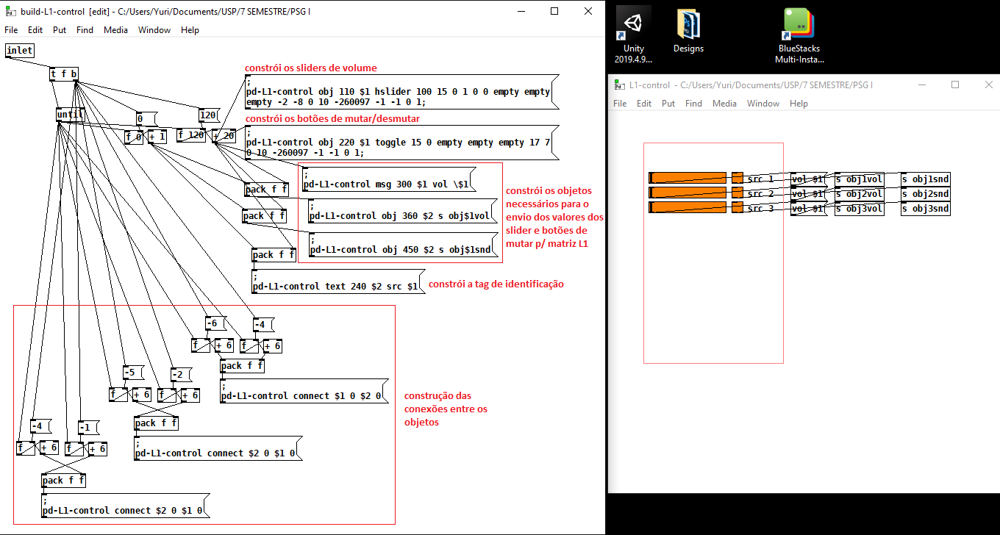 build-L1-control [edit] - C:/Users/Yuri/Documents/USP/7 SEMESTRE/PSG I
File Edit Put Find Media Window Help
inlet
t f b
until
0
120
f 0
+ 1
f 120
+ 20
constrói os sliders de volume
;
pd-L1-control obj 110 $1 hslider 100 15 0 1 0 0 empty empty
empty -2 -8 0 10 -260097 -1 -1 0 1;
constrói os botões de mutar/desmutar
;
pd-L1-control obj 220 $1 toggle 15 0 empty empty empty 17 7
0 10 -260097 -1 -1 0 1;
;
pd-L1-control msg 300 $1 vol \$1
pack f f
;
pd-L1-control obj 360 $2 s obj$1vol
pack f f
;
pd-L1-control obj 450 $2 s obj$1snd
constrói os objetos
necessários para o
envio dos valores dos
slider e botões de
mutar p/ matriz L1
pack f f
;
pd-L1-control text 240 $2 src $1
constrói a tag de identificação
-6
-4
f
+ 6
f
+ 6
pack f f
;
pd-L1-control connect $1 0 $2 0
-5
-2
f
+ 6
f
+ 6
pack f f
;
pd-L1-control connect $2 0 $1 0
-4
-1
f
+ 6
f
+ 6
pack f f
;
pd-L1-control connect $2 0 $1 0
construção das
conexões entre os
objetos
Unity
2019.4.9...
Designs
BlueStacks
Multi-Insta...
L1-control - C:/Users/Yuri/Documents/USP/7 SEMESTRE/PSG I
File Edit Put Find Media Window Help
src 1 vol $1 s obj1vol s obj1snd
src 2 vol $1 s obj2vol s obj2snd
src 3 vol $1 s obj3vol s obj3snd